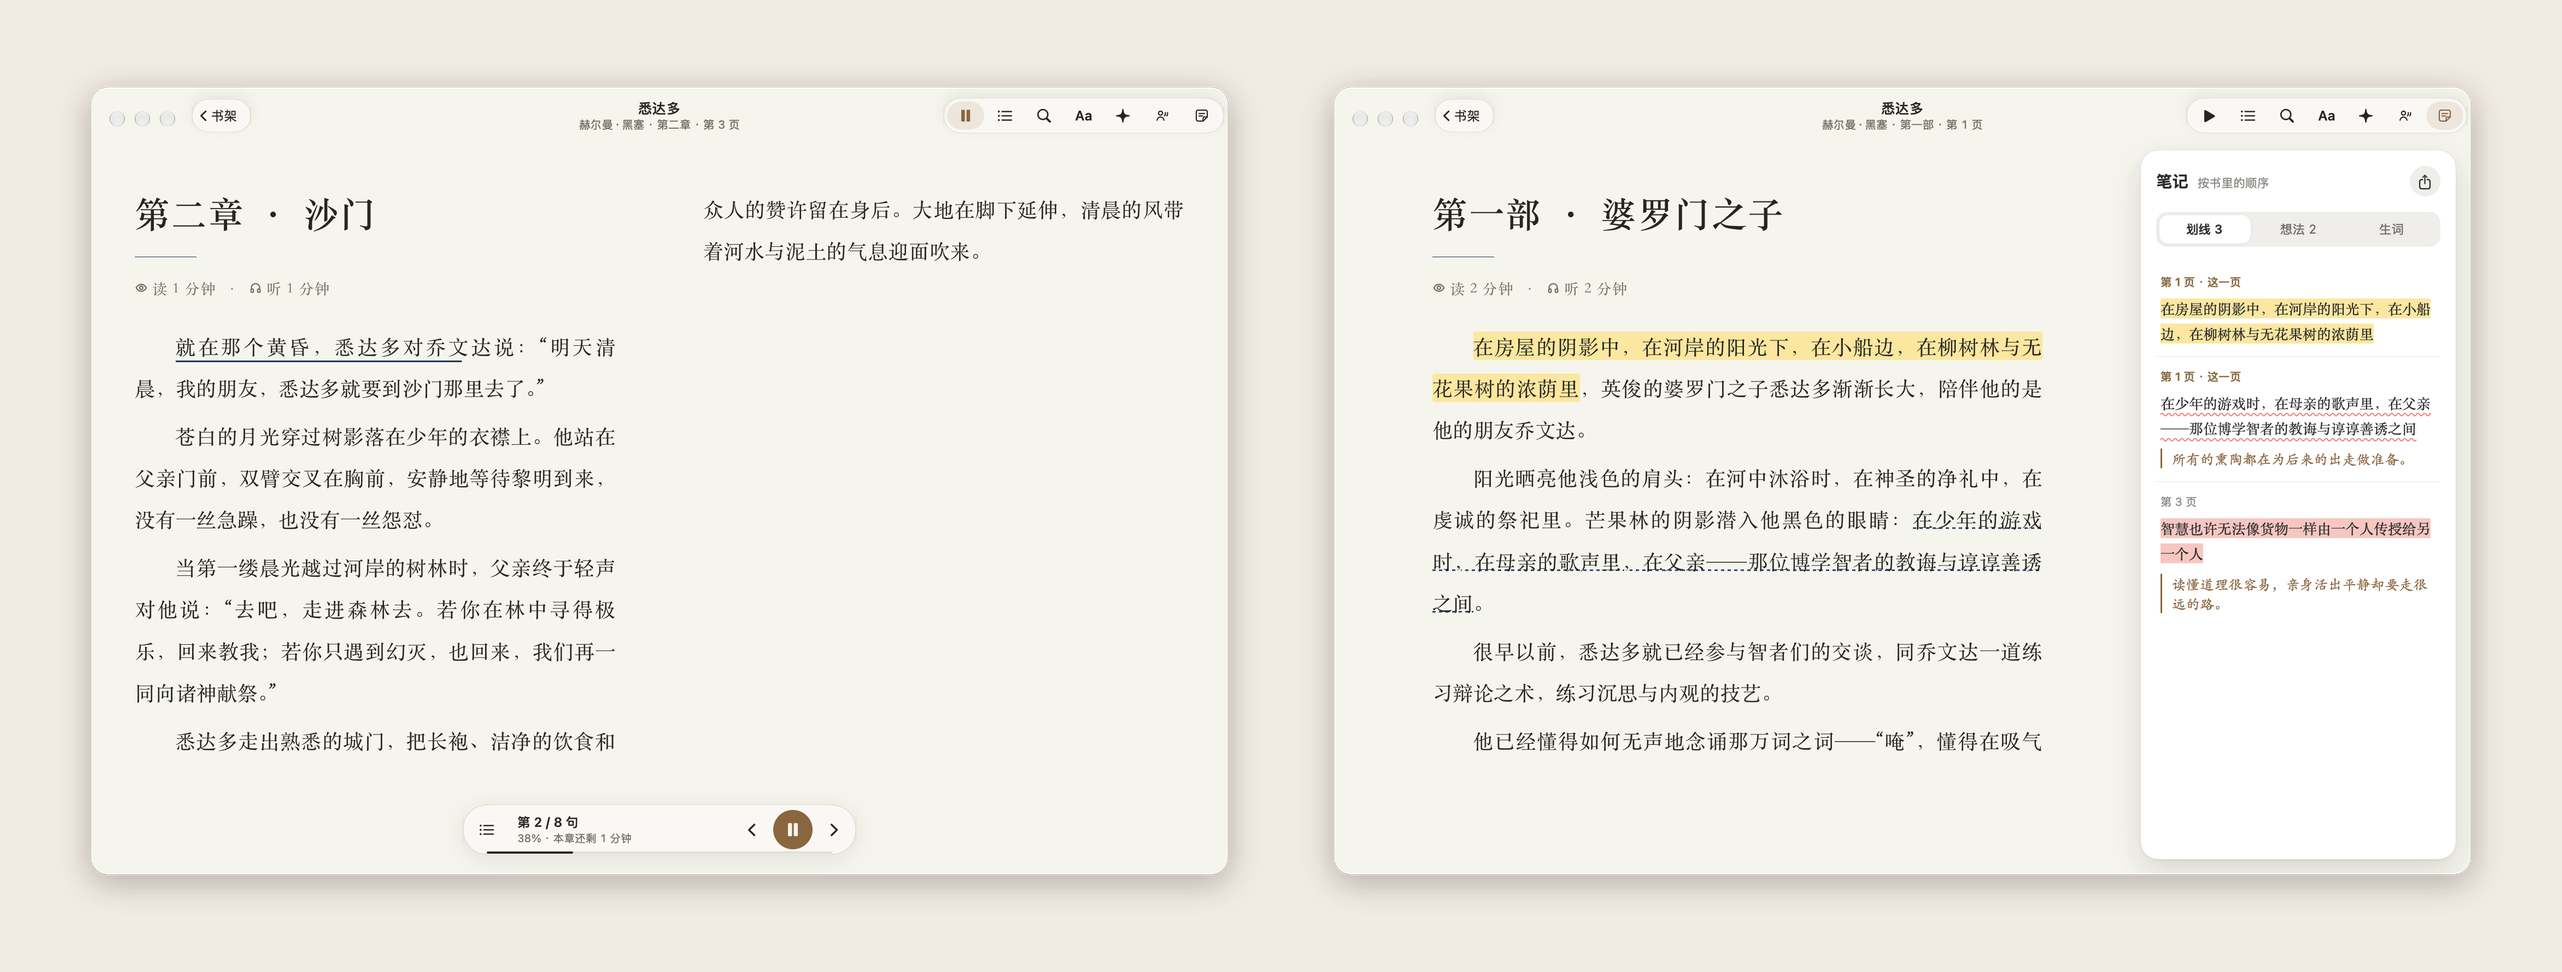 书架
悉达多
赫尔曼·黑塞 · 第二章 · 第 3 页
Aa
第二章 · 沙门
读 1 分钟 · 听 1 分钟
就在那个黄昏，悉达多对乔文达说：“明天清
晨，我的朋友，悉达多就要到沙门那里去了。”
苍白的月光穿过树影落在少年的衣襟上。他站在
父亲门前，双臂交叉在胸前，安静地等待黎明到来，
没有一丝急躁，也没有一丝怨怼。
当第一缕晨光越过河岸的树林时，父亲终于轻声
对他说：“去吧，走进森林去。若你在林中寻得极
乐，回来教我；若你只遇到幻灭，也回来，我们再一
同向诸神献祭。”
悉达多走出熟悉的城门，把长袍、洁净的饮食和
众人的赞许留在身后。大地在脚下延伸，清晨的风带
着河水与泥土的气息迎面吹来。
第 2 / 8 句
38% · 本章还剩 1 分钟
书架
悉达多
赫尔曼·黑塞 · 第一部 · 第 1 页
Aa
第一部 · 婆罗门之子
读 2 分钟 · 听 2 分钟
在房屋的阴影中，在河岸的阳光下，在小船边，在柳树林与无
花果树的浓荫里，英俊的婆罗门之子悉达多渐渐长大，陪伴他的是
他的朋友乔文达。
阳光晒亮他浅色的肩头：在河中沐浴时，在神圣的净礼中，在
虔诚的祭祀里。芒果林的阴影潜入他黑色的眼睛：在少年的游戏
时，在母亲的歌声里，在父亲——那位博学智者的教诲与谆谆善诱
之间。
很早以前，悉达多就已经参与智者们的交谈，同乔文达一道练
习辩论之术，练习沉思与内观的技艺。
他已经懂得如何无声地念诵那万词之词——“唵”，懂得在吸气
笔记 按书里的顺序
划线 3 想法 2 生词
第 1 页 · 这一页
在房屋的阴影中，在河岸的阳光下，在小船
边，在柳树林与无花果树的浓荫里
第 1 页 · 这一页
在少年的游戏时，在母亲的歌声里，在父亲
——那位博学智者的教诲与谆谆善诱之间
所有的熏陶都在为后来的出走做准备。
第 3 页
智慧也许无法像货物一样由一个人传授给另
一个人
读懂道理很容易，亲身活出平静却要走很
远的路。